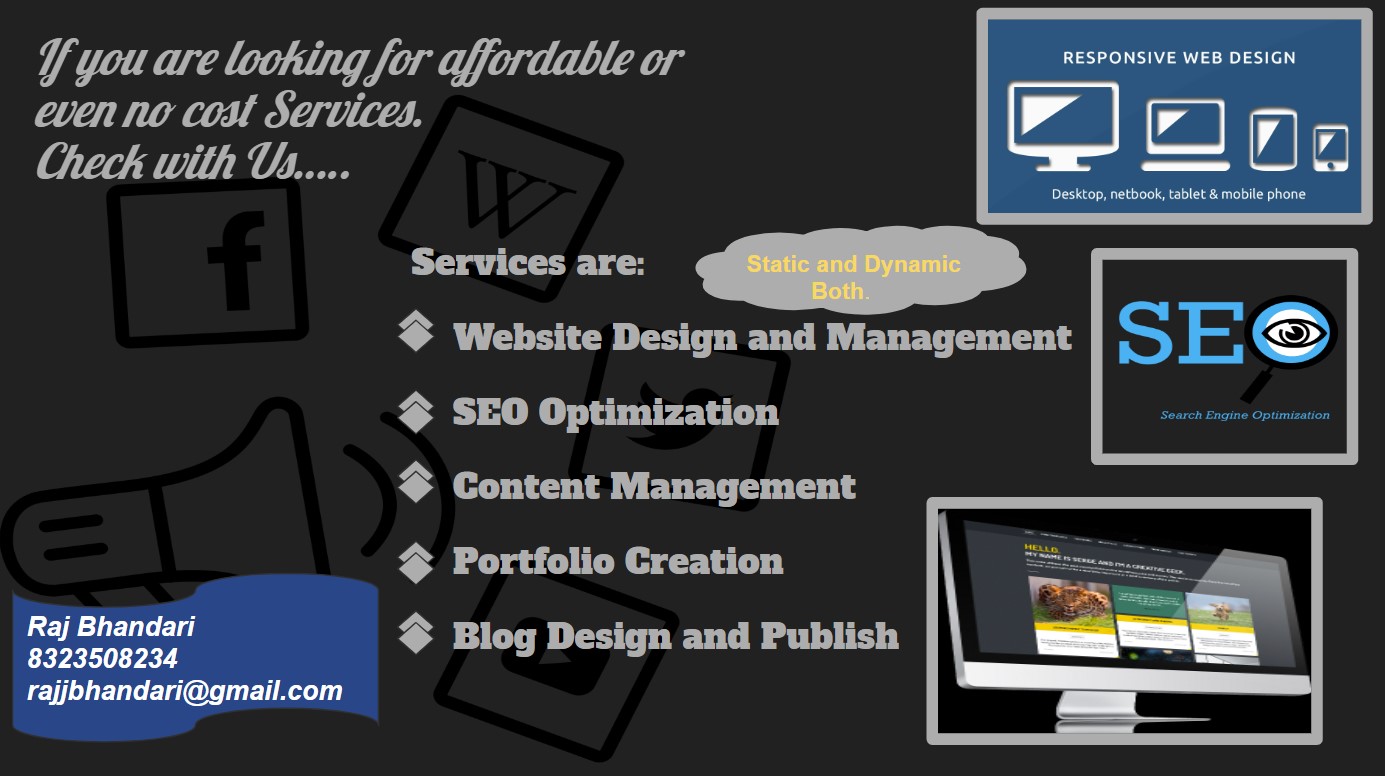 If you are looking for affordable or
even no cost Services.
Check with Us.....
RESPONSIVE WEB DESIGN
Desktop, netbook, tablet & mobile phone
W
f
Services are:
Static and Dynamic
Both.
Website Design and Management
SEO Optimization
Content Management
Portfolio Creation
Blog Design and Publish
SEO
Search Engine Optimization
HELLO.
MY NAME IS SERGE AND I'M A CREATIVE GEEK.
Raj Bhandari
8323508234
rajjbhandari@gmail.com